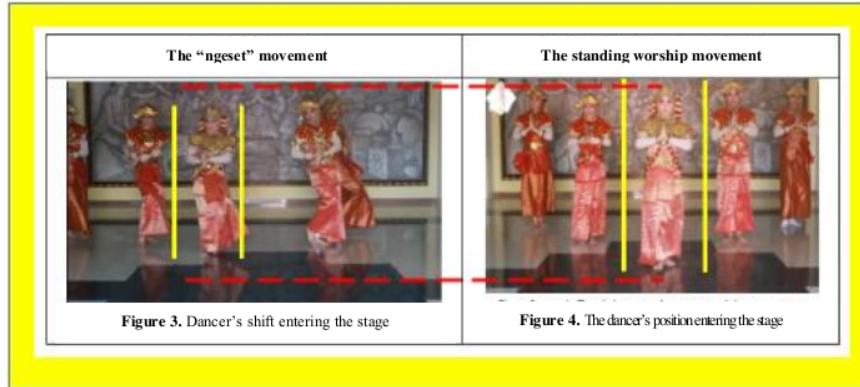 The “ngeset” movement
The standing worship movement
Figure 3. Dancer’s shift entering the stage
Figure 4. The dancer’s position entering the stage